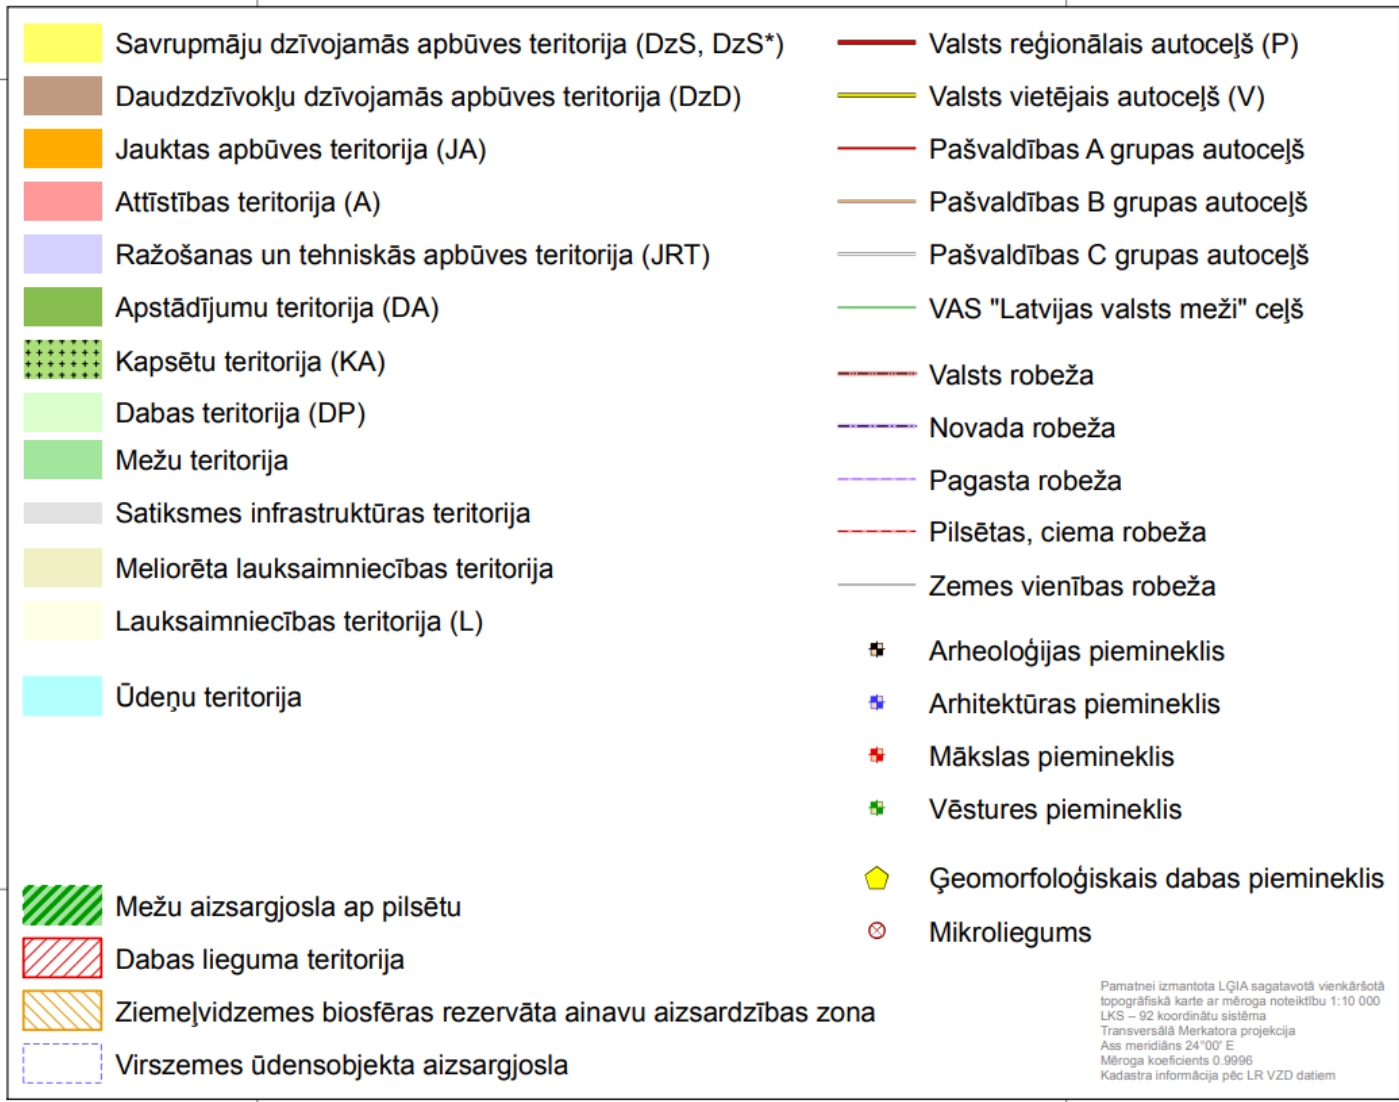 Savrupmāju dzīvojamās apbūves teritorija (DzS, DzS*)
Daudzdzīvokļu dzīvojamās apbūves teritorija (DzD)
Jauktas apbūves teritorija (JA)
Attīstības teritorija (A)
Ražošanas un tehniskās apbūves teritorija (JRT)
Apstādījumu teritorija (DA)
Kapsētu teritorija (KA)
Dabas teritorija (DP)
Mežu teritorija
Satiksmes infrastruktūras teritorija
Meliorēta lauksaimniecības teritorija
Lauksaimniecības teritorija (L)
Ūdeņu teritorija
Mežu aizsargjosla ap pilsētu
Dabas lieguma teritorija
Ziemeļvidzemes biosfēras rezervāta ainavu aizsardzības zona
Virszemes ūdensobjekta aizsargjosla
Valsts reģionālais autoceļš (P)
Valsts vietējais autoceļš (V)
Pašvaldības A grupas autoceļš
Pašvaldības B grupas autoceļš
Pašvaldības C grupas autoceļš
VAS "Latvijas valsts meži" ceļš
Valsts robeža
Novada robeža
Pagasta robeža
Pilsētas, ciema robeža
Zemes vienības robeža
Arheoloģijas piemineklis
Arhitektūras piemineklis
Mākslas piemineklis
Vēstures piemineklis
Ģeomorfoloģiskais dabas piemineklis
Mikroliegums
Pamatnei izmantota LĢIA sagatavotā vienkāršotā
topogrāfiskā karte ar mēroga noteiktību 1:10 000
LKS – 92 koordinātu sistēma
Transversālā Merkatora projekcija
Ass meridiāns 24°00' E
Mēroga koeficients 0.9996
Kadastra informācija pēc LR VZD datiem